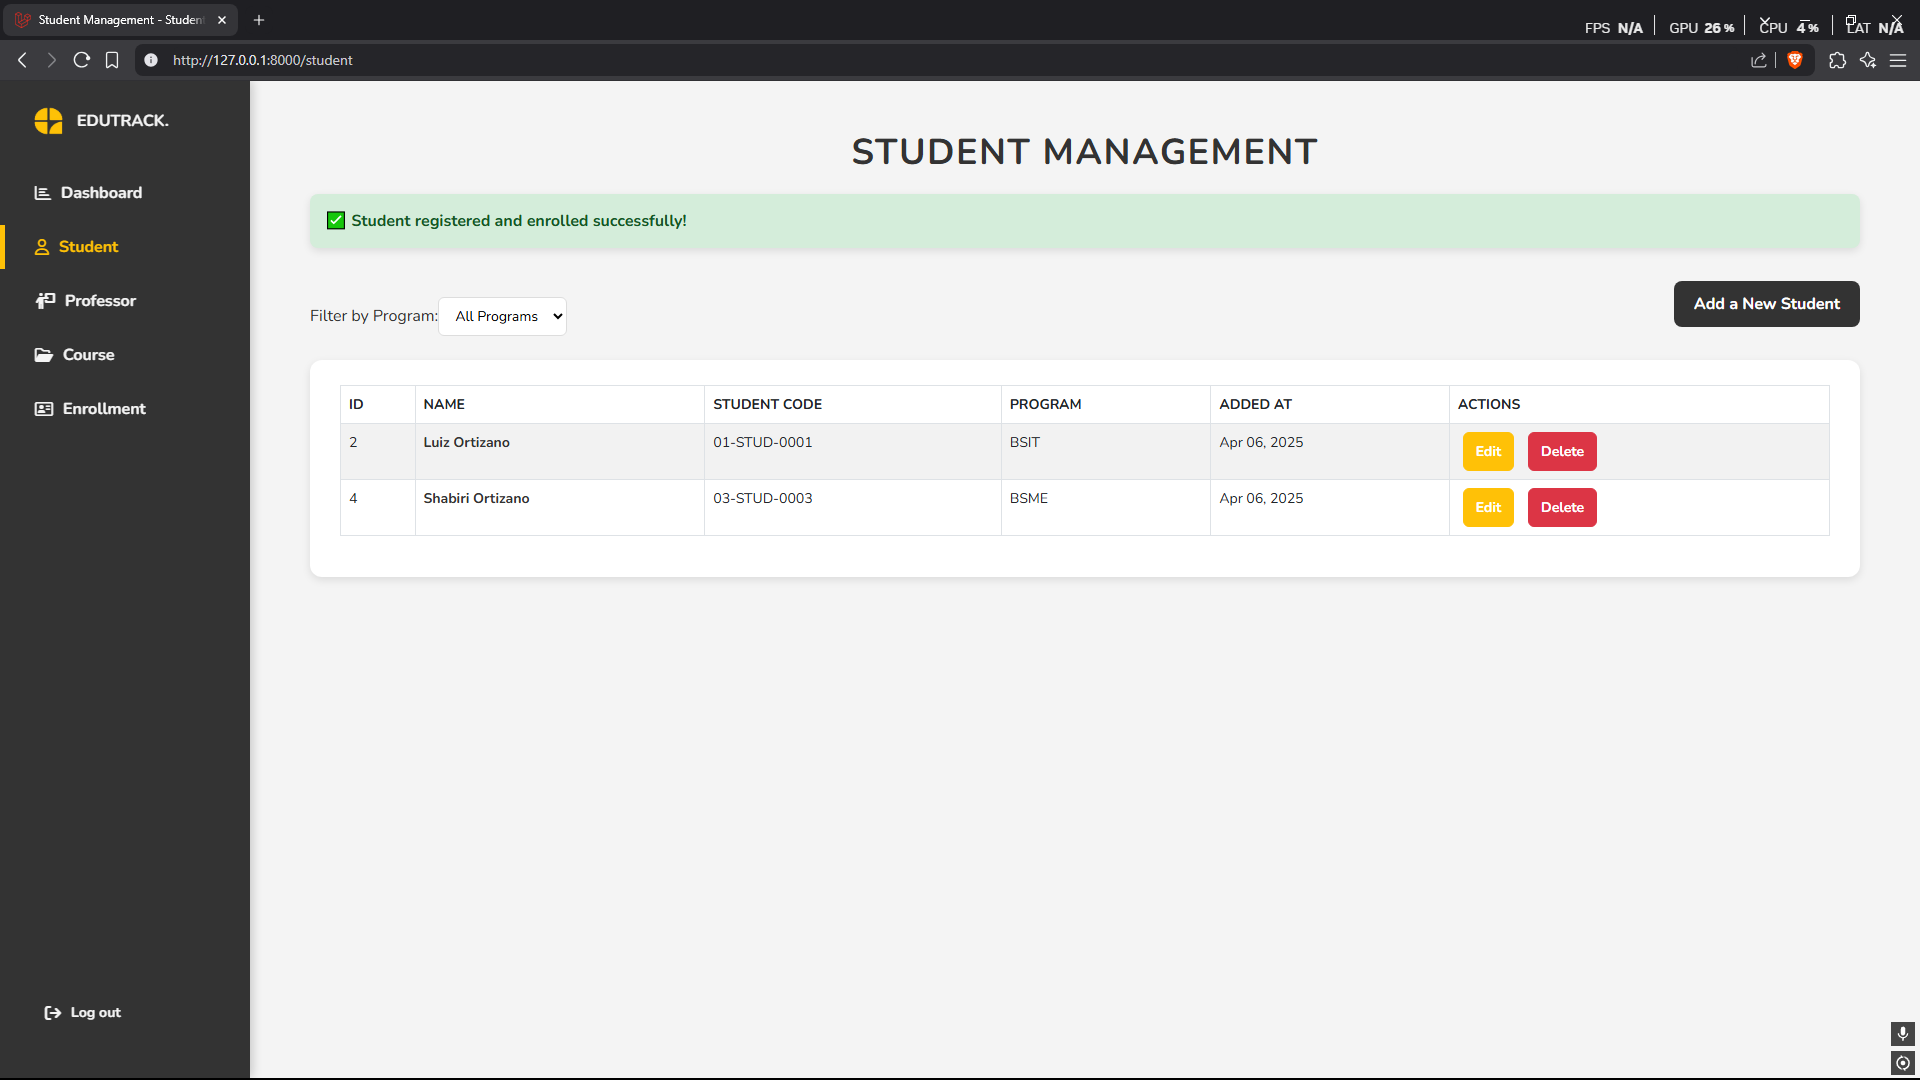 Student Management - Studen
FPS N/A GPU 26 % CPU 4 % LAT N/A
http://127.0.0.1:8000/student
EDUTRACK.
Dashboard
Student
Professor
Course
Enrollment
Log out
STUDENT MANAGEMENT
Student registered and enrolled successfully!
Filter by Program: All Programs
Add a New Student
ID NAME STUDENT CODE PROGRAM ADDED AT ACTIONS
2 Luiz Ortizano 01-STUD-0001 BSIT Apr 06, 2025 Edit Delete
4 Shabiri Ortizano 03-STUD-0003 BSME Apr 06, 2025 Edit Delete